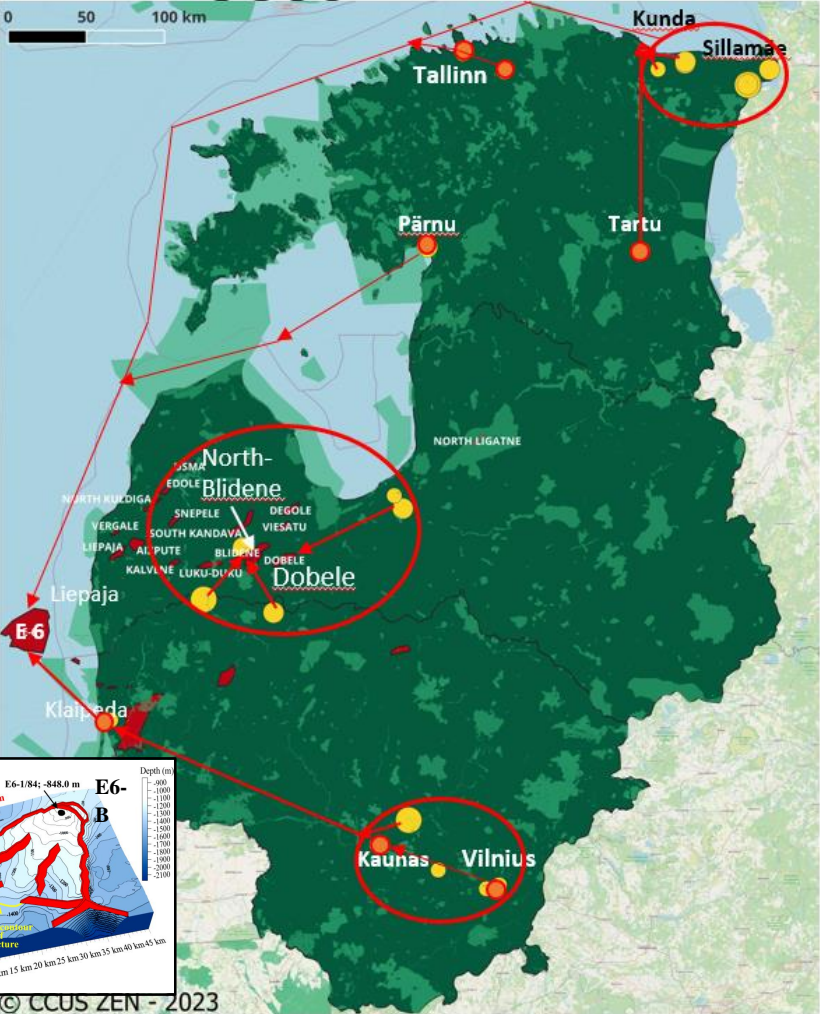 0 50 100 km
Kunda
Sillamäe
Tallinn
Pärnu
Tartu
NORTH LIGATNE
North-
Blidene
USMA
EDOLE
NORTH KULDIGA
SNEPELE
DEGOLE
VERGALE
SOUTH KANDAVA
VIESATU
LIEPAJA
AIZPUTE
BLIDENE
DOBELE
KALVENE
LUKU-DUKU
Dobele
Liepaja
E-6
Klaipeda
Kaunas
Vilnius
E6-1/84; -848.0 m
E6-
B
Depth (m)
-900
-1000
-1100
-1200
-1300
-1400
-1500
-1600
-1700
-1800
-1900
-2000
-2100
contour
15 km 20 km 25 km 30 km 35 km 40 km 45 km
© CCUS ZEN - 2023